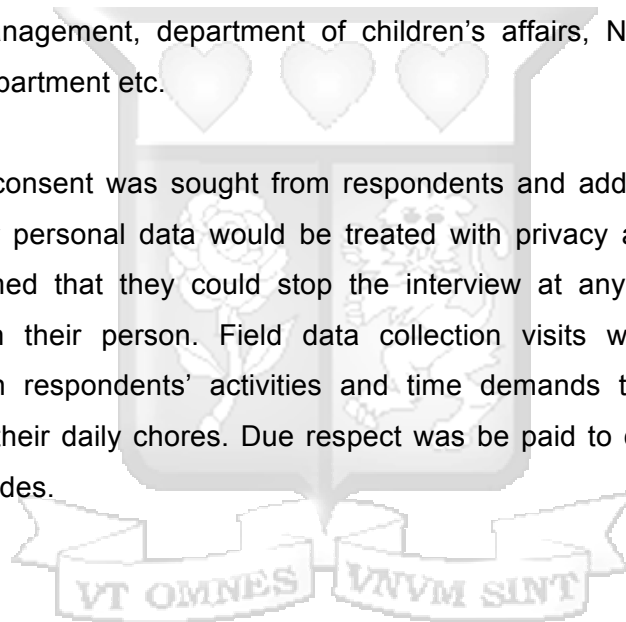 nagement, department of children’s affairs, N
partment etc.
consent was sought from respondents and add
personal data would be treated with privacy a
ned that they could stop the interview at any
their person. Field data collection visits w
respondents’ activities and time demands t
their daily chores. Due respect was be paid to
des.
VT OMNES VNVM SINT